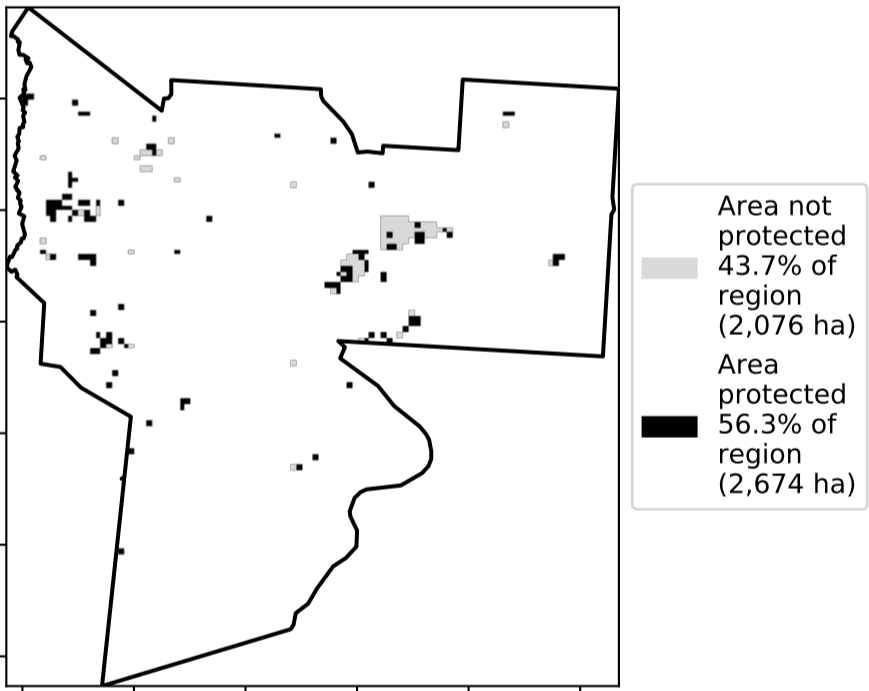 Area not
protected
43.7% of
region
(2,076 ha)
Area
protected
56.3% of
region
(2,674 ha)